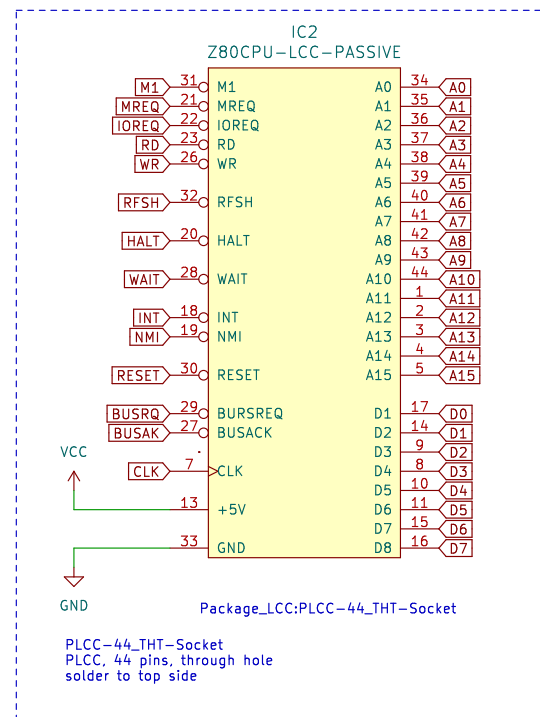 IC2
Z80CPU-LCC-PASSIVE
M1 31 M1 A0 34 A0
MREQ 21 MREQ A1 35 A1
IOREQ 22 IOREQ A2 36 A2
RD 23 RD A3 37 A3
WR 26 WR A4 38 A4
A5 39 A5
RFSH 32 RFSH A6 40 A6
A7 41 A7
HALT 20 HALT A8 42 A8
A9 43 A9
WAIT 28 WAIT A10 44 A10
A11 1 A11
INT 18 INT A12 2 A12
NMI 19 NMI A13 3 A13
A14 4 A14
RESET 30 RESET A15 5 A15
BUSRQ 29 BURSREQ D1 17 D0
BUSAK 27 BUSACK D2 14 D1
VCC D3 9 D2
CLK 7 CLK D4 8 D3
D5 10 D4
13 +5V D6 11 D5
D7 15 D6
33 GND D8 16 D7
GND
Package_LCC:PLCC-44_THT-Socket
PLCC-44_THT-Socket
PLCC, 44 pins, through hole
solder to top side